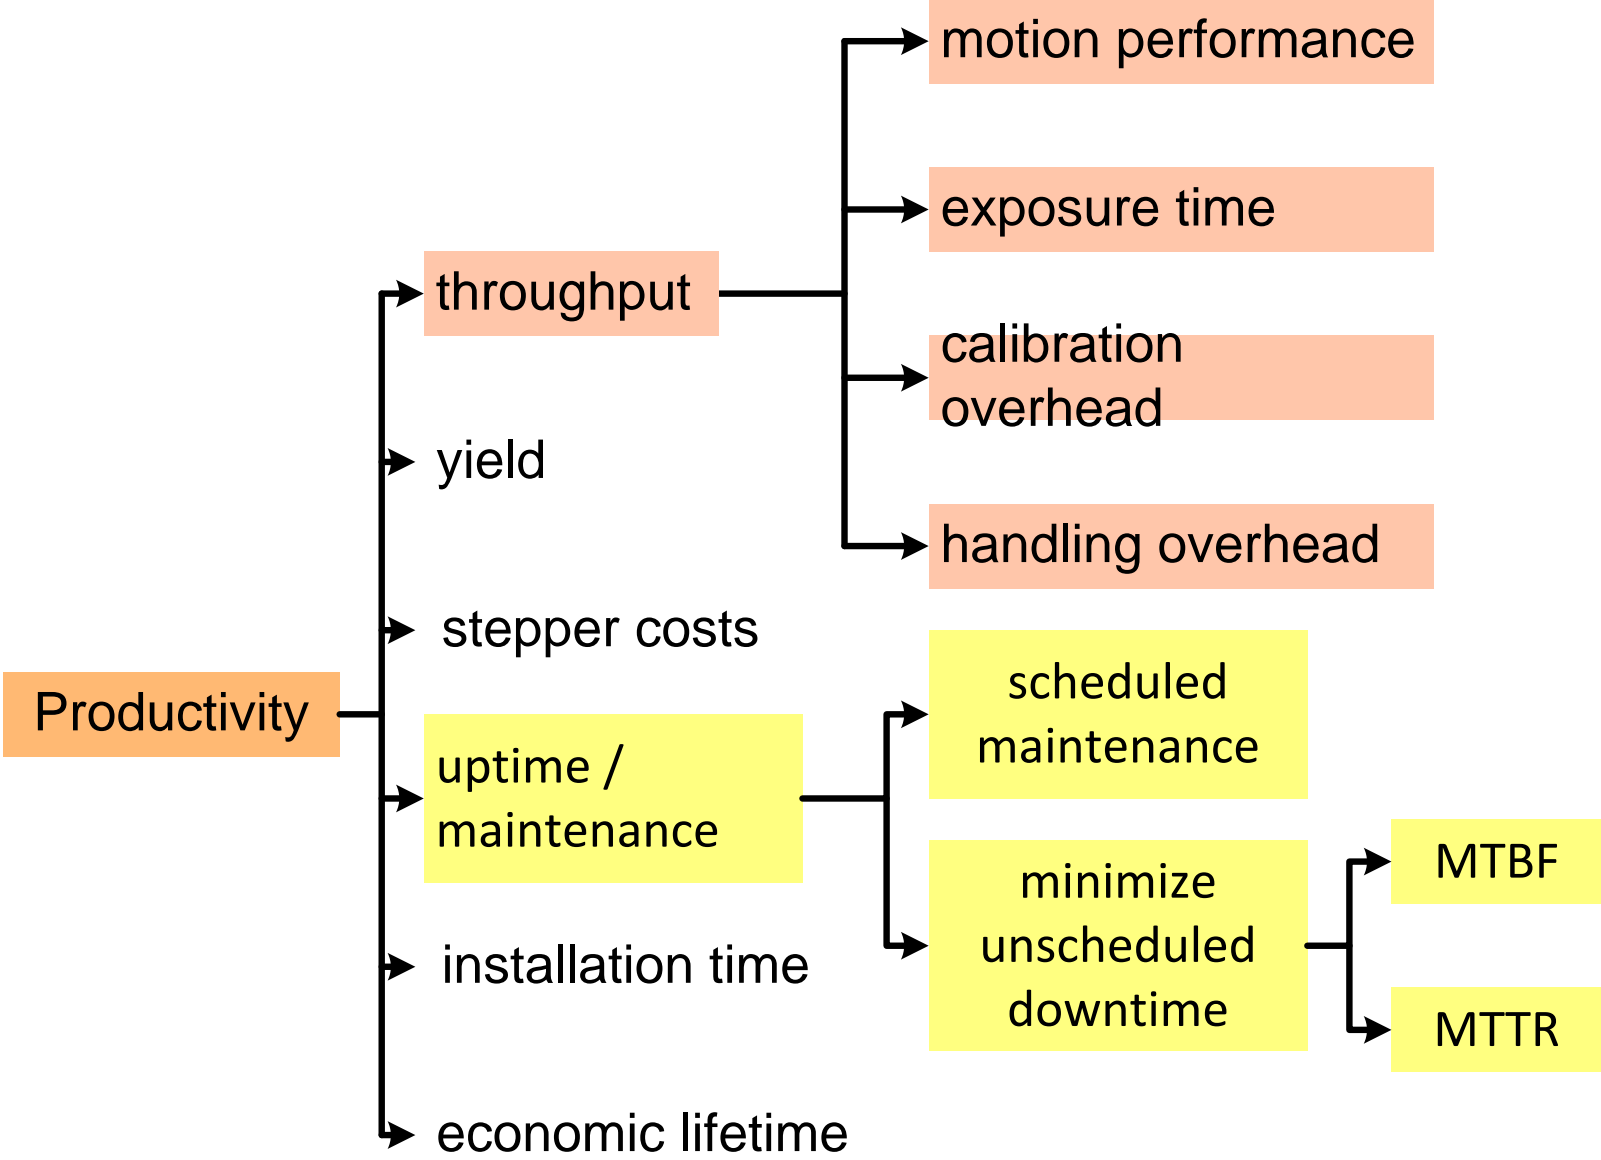 motion performance
exposure time
throughput
calibration
overhead
yield
handling overhead
stepper costs
scheduled
maintenance
Productivity
uptime /
maintenance
minimize
unscheduled
downtime
MTBF
MTTR
installation time
economic lifetime